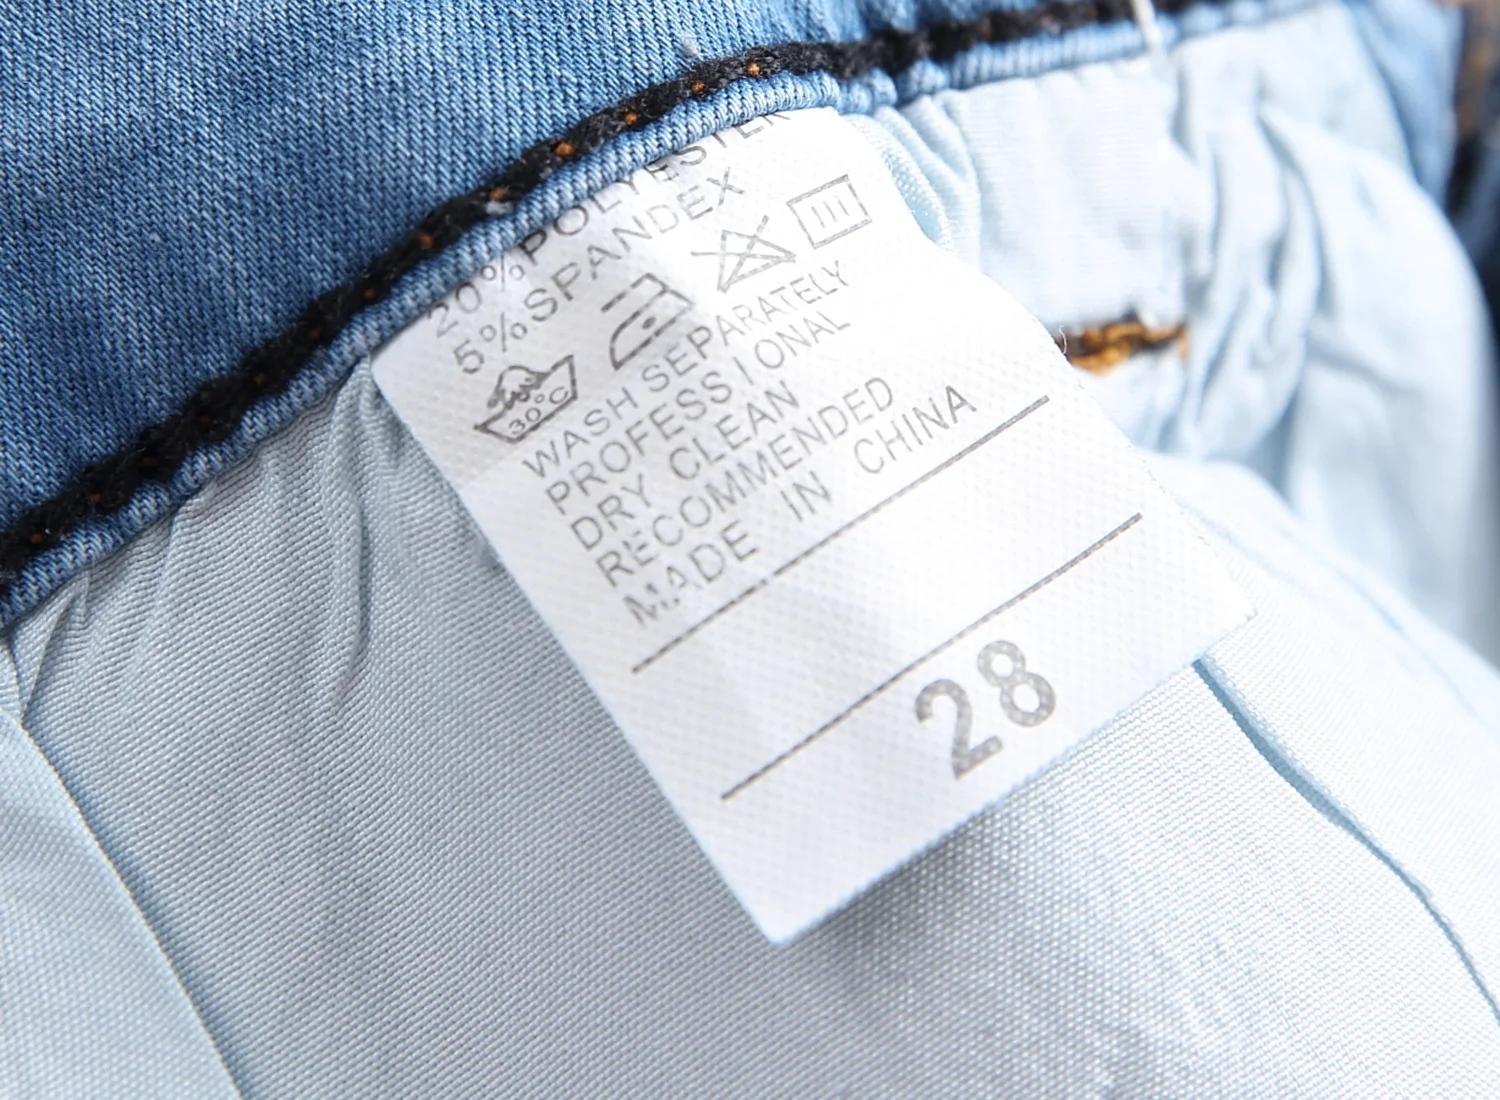 20%POLYESTER
5%SPANDEX
30°C
WASH SEPARATELY
PROFESSIONAL
DRY CLEAN
RECOMMENDED
MADE IN CHINA
28